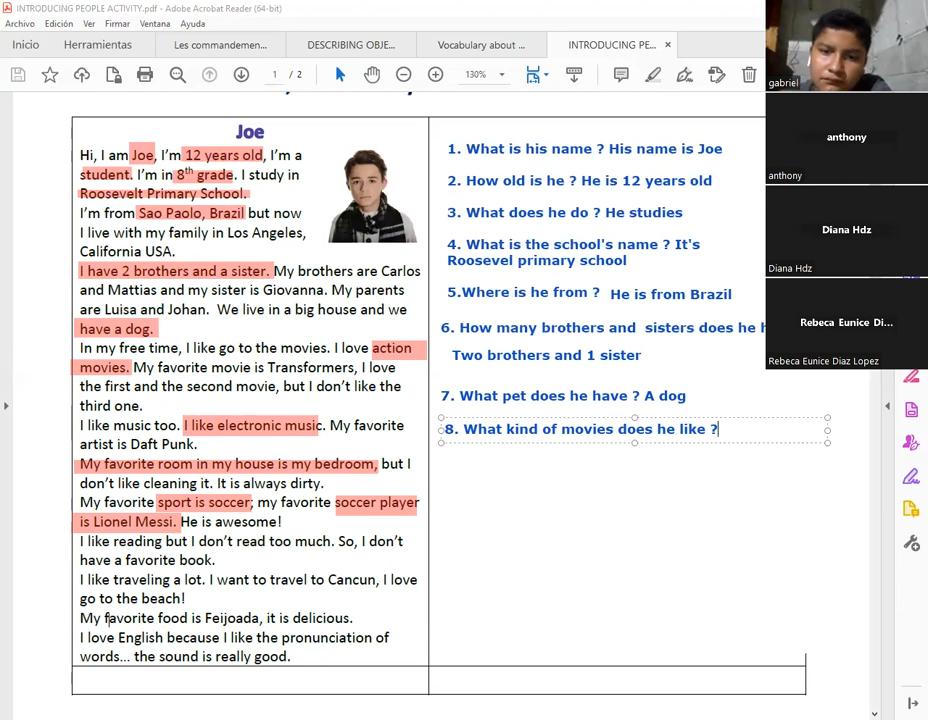 INTRODUCING PEOPLE ACTIVITY.pdf - Adobe Acrobat Reader (64-bit)
Archivo Edición Ver Firmar Ventana Ayuda
Inicio Herramientas Les commandemen... DESCRIBING OBJE... Vocabulary about ... INTRODUCING PE... ×
1 / 2 130%
Joe
Hi, I am Joe, I'm 12 years old, I'm a
student. I'm in 8th grade. I study in
Roosevelt Primary School.
I'm from Sao Paolo, Brazil but now
I live with my family in Los Angeles,
California USA.
I have 2 brothers and a sister. My brothers are Carlos
and Mattias and my sister is Giovanna. My parents
are Luisa and Johan. We live in a big house and we
have a dog.
In my free time, I like go to the movies. I love action
movies. My favorite movie is Transformers, I love
the first and the second movie, but I don't like the
third one.
I like music too. I like electronic music. My favorite
artist is Daft Punk.
My favorite room in my house is my bedroom, but I
don't like cleaning it. It is always dirty.
My favorite sport is soccer; my favorite soccer player
is Lionel Messi. He is awesome!
I like reading but I don't read too much. So, I don't
have a favorite book.
I like traveling a lot. I want to travel to Cancun, I love
go to the beach!
My favorite food is Feijoada, it is delicious.
I love English because I like the pronunciation of
words... the sound is really good.
1. What is his name ? His name is Joe
2. How old is he ? He is 12 years old
3. What does he do ? He studies
4. What is the school's name ? It's
Roosevel primary school
5.Where is he from ? He is from Brazil
6. How many brothers and sisters does he h
Two brothers and 1 sister
7. What pet does he have ? A dog
8. What kind of movies does he like ?
gabriel
anthony
anthony
Diana Hdz
Diana Hdz
Rebeca Eunice Di...
Rebeca Eunice Diaz Lopez